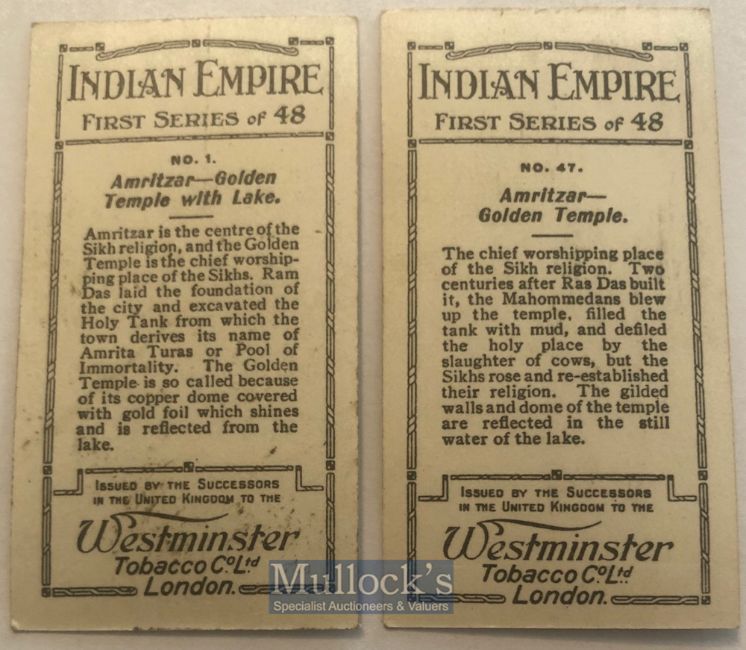 INDIAN EMPIRE
FIRST SERIES OF 48
NO. 1.
Amritzar—Golden
Temple with Lake.
Amritzar is the centre of the
Sikh religion, and the Golden
Temple is the chief worship-
ping place of the Sikhs. Ram
Das laid the foundation of
the city and excavated the
Holy Tank from which the
town derives its name of
Amrita Turas or Pool of
Immortality. The Golden
Temple is so called because
of its copper dome covered
with gold foil which shines
and is reflected from the
lake.
ISSUED BY THE SUCCESSORS
IN THE UNITED KINGDOM TO THE
Westminster
TOBACCO Co. Ltd
LONDON.
INDIAN EMPIRE
FIRST SERIES OF 48
NO. 47.
Amritzar—
Golden Temple.
The chief worshipping place
of the Sikh religion. Two
centuries after Ras Das built
it, the Mahommedans blew
up the temple, filled the
tank with mud, and defiled
the holy place by the
slaughter of cows, but the
Sikhs rose and re-established
their religion. The gilded
walls and dome of the temple
are reflected in the still
water of the lake.
ISSUED BY THE SUCCESSORS
IN THE UNITED KINGDOM TO THE
Westminster
TOBACCO Co. Ltd
LONDON.
Mullock's
Specialist Auctioneers & Valuers